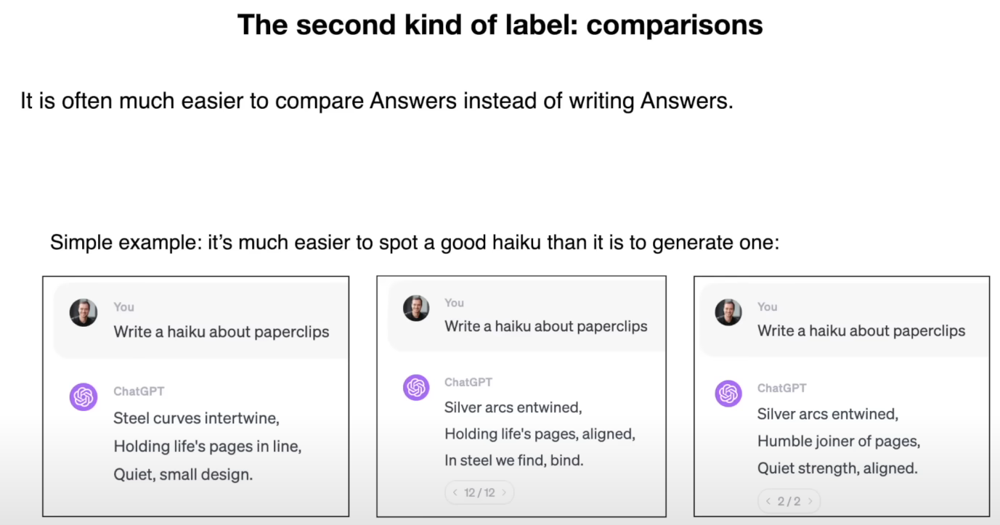 The second kind of label: comparisons
It is often much easier to compare Answers instead of writing Answers.
Simple example: it's much easier to spot a good haiku than it is to generate one:
You
Write a haiku about paperclips
ChatGPT
Steel curves intertwine,
Holding life's pages in line,
Quiet, small design.
You
Write a haiku about paperclips
ChatGPT
Silver arcs entwined,
Holding life's pages, aligned,
In steel we find, bind.
< 12 / 12 >
You
Write a haiku about paperclips
ChatGPT
Silver arcs entwined,
Humble joiner of pages,
Quiet strength, aligned.
< 2 / 2 >